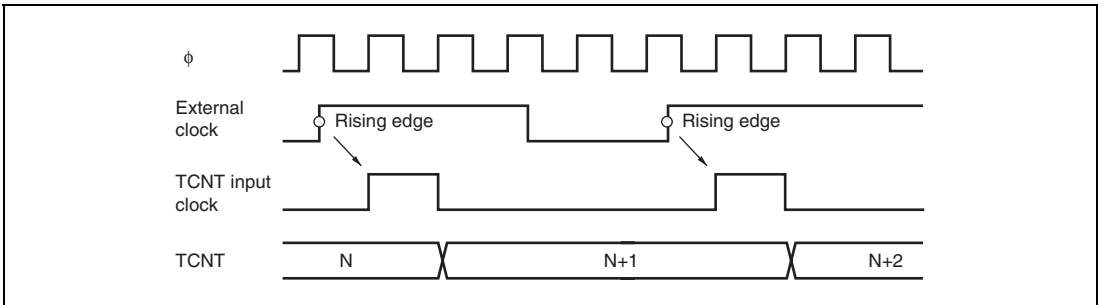 ϕ
External
clock
Rising edge
Rising edge
TCNT input
clock
TCNT
N
N+1
N+2